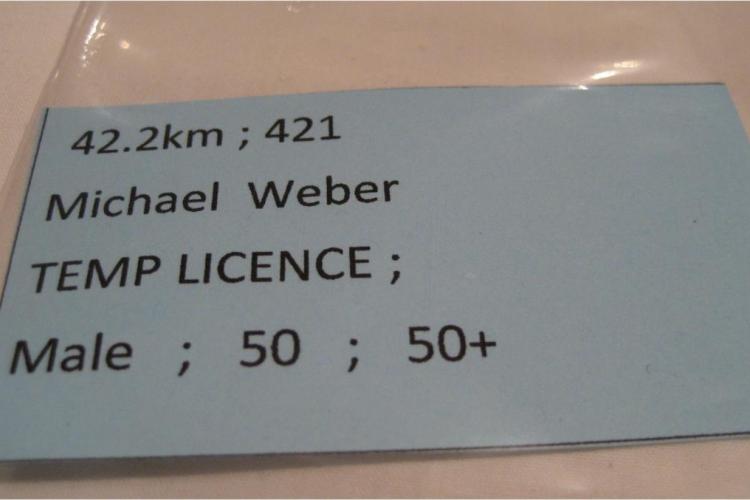 42.2km ; 421
Michael Weber
TEMP LICENCE ;
Male ; 50 ; 50+